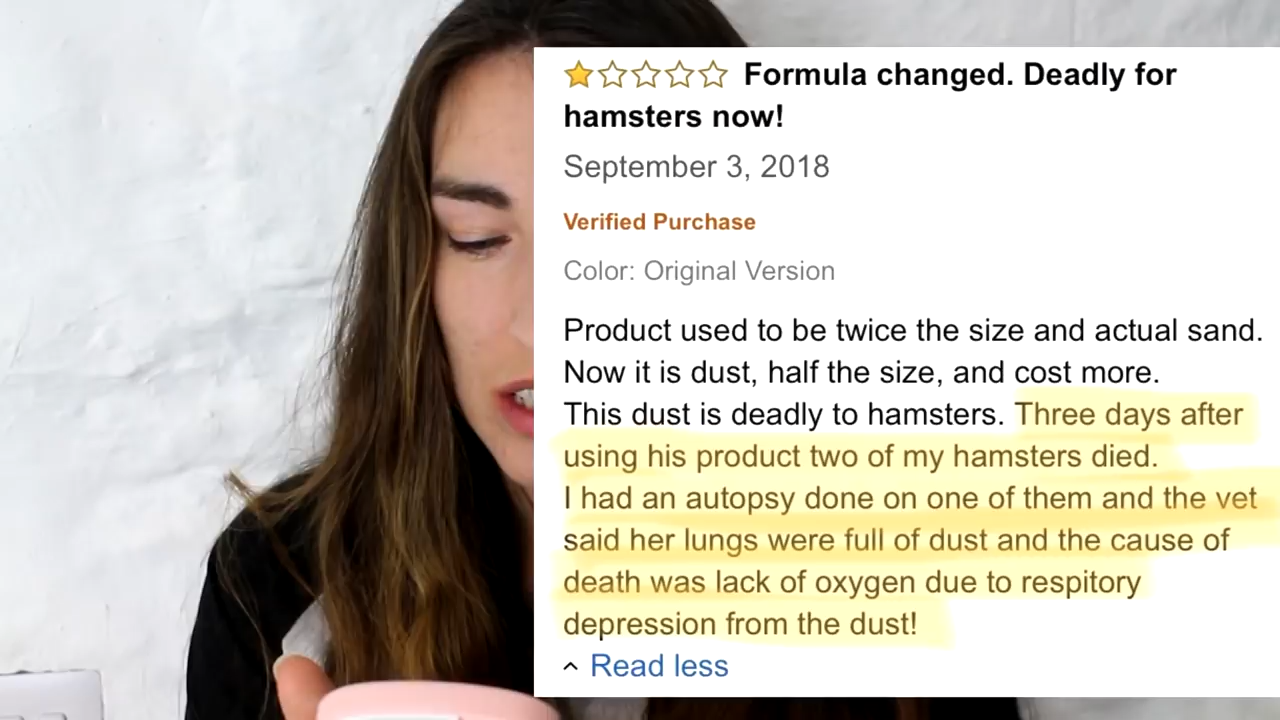 Formula changed. Deadly for
hamsters now!
September 3, 2018
Verified Purchase
Color: Original Version
Product used to be twice the size and actual sand.
Now it is dust, half the size, and cost more.
This dust is deadly to hamsters. Three days after
using his product two of my hamsters died.
I had an autopsy done on one of them and the vet
said her lungs were full of dust and the cause of
death was lack of oxygen due to respitory
depression from the dust!
Read less